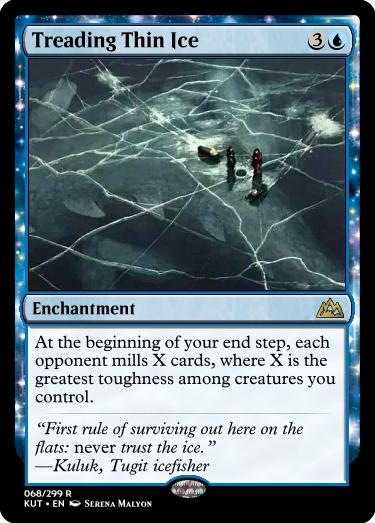 Treading Thin Ice 3
Enchantment
At the beginning of your end step, each
opponent mills X cards, where X is the
greatest toughness among creatures you
control.
“First rule of surviving out here on the
flats: never trust the ice.”
—Kuluk, Tugit icefisher
068/299 R
KUT • EN Serena Malyon